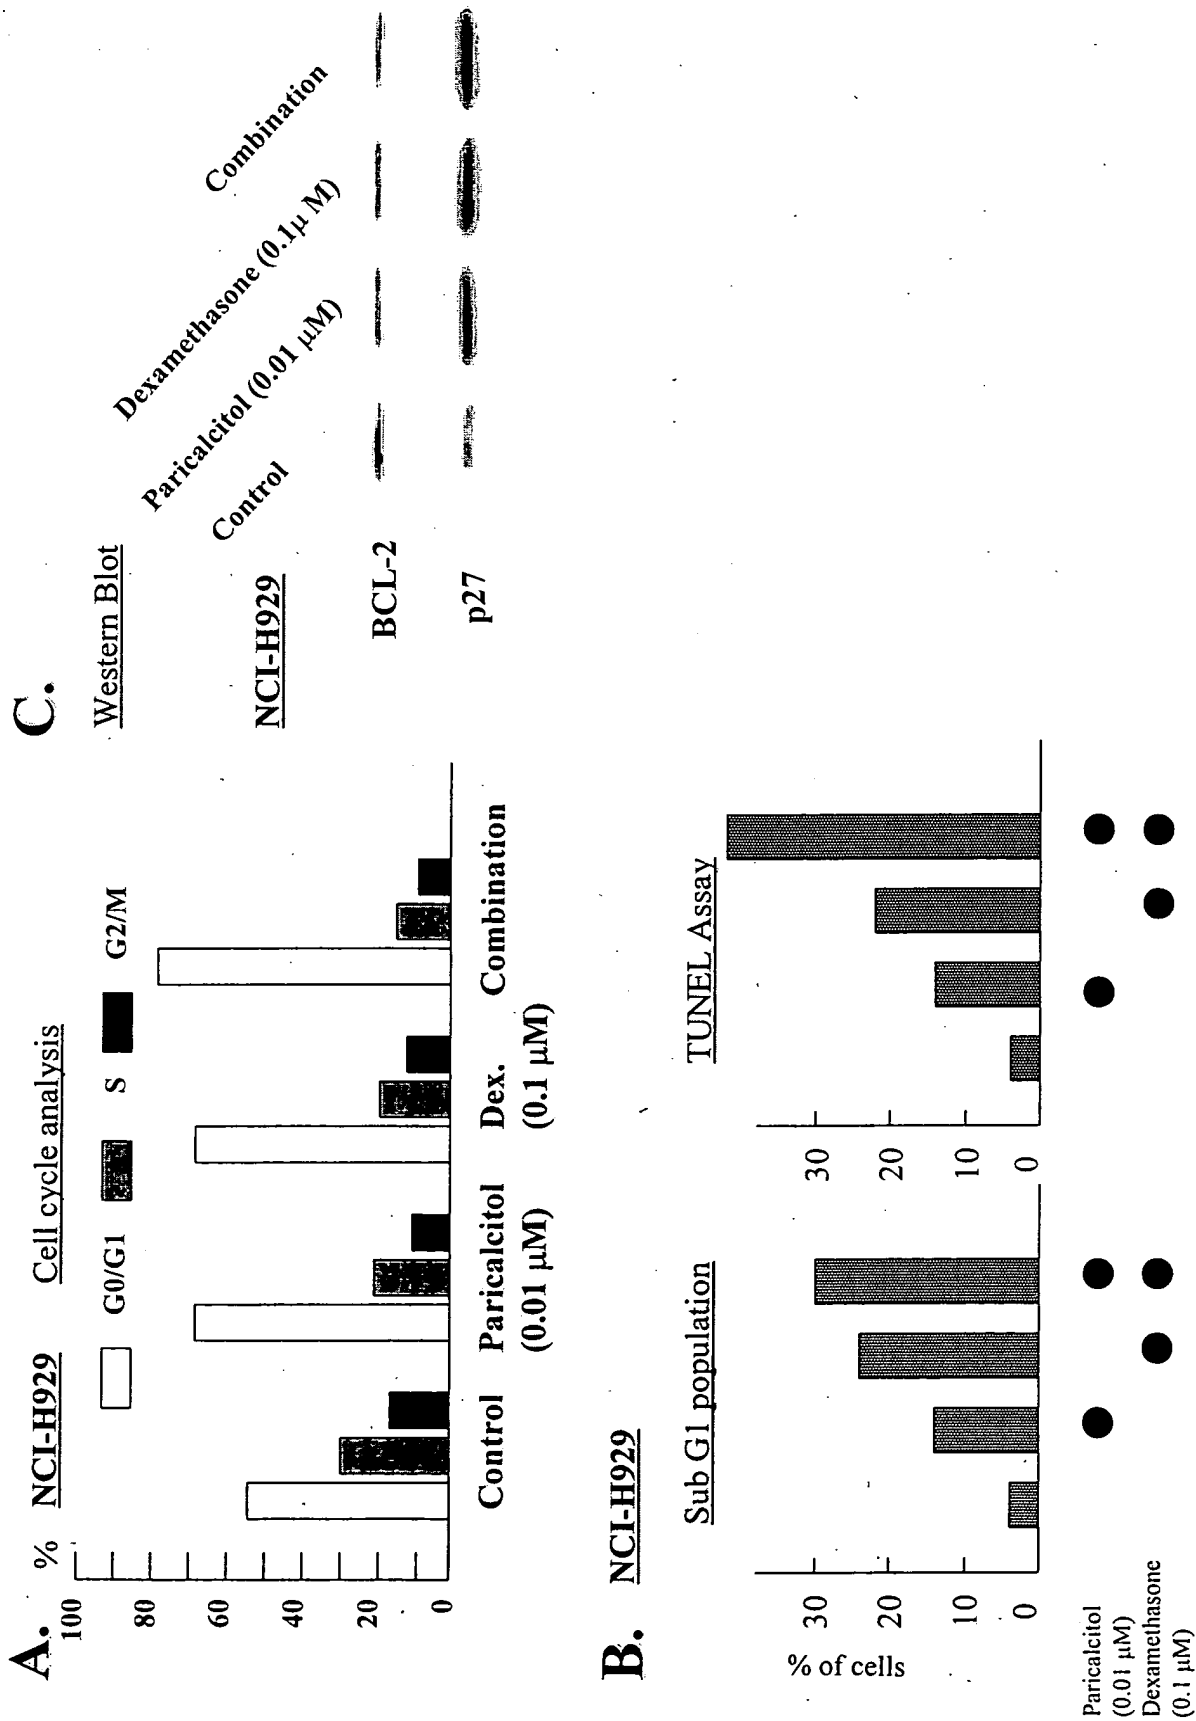 A.
NCI-H929
Cell cycle analysis
%
G0/G1
S
G2/M
100
80
60
40
20
0
Control
Paricalcitol
(0.01 μM)
Dex.
(0.1 μM)
Combination
B.
NCI-H929
Sub G1 population
TUNEL Assay
% of cells
30
20
10
0
30
20
10
0
Paricalcitol
(0.01 μM)
Dexamethasone
(0.1 μM)
C.
Western Blot
NCI-H929
Control
Paricalcitol (0.01 μM)
Dexamethasone (0.1μ M)
Combination
BCL-2
p27